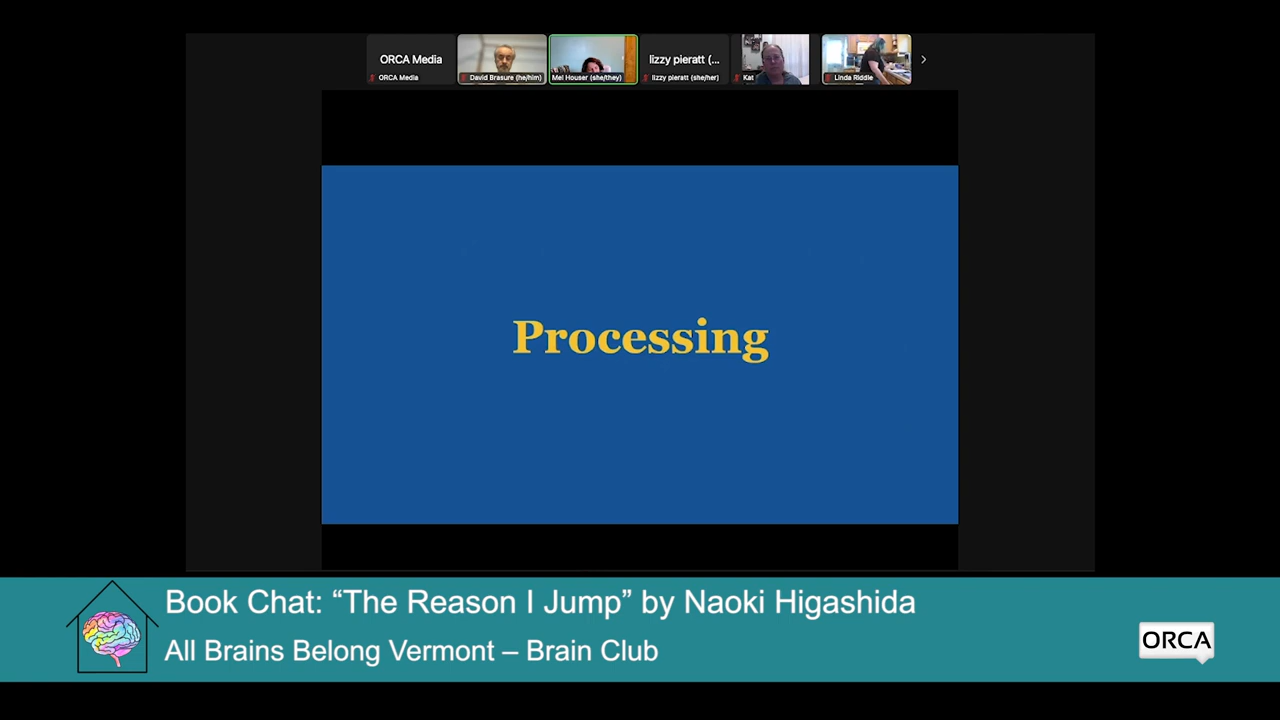 ORCA Media
lizzy pieratt (...
ORCA Media
David Brasure (he/him)
Mel Houser (she/they)
lizzy pieratt (she/her)
Kat
Linda Riddle
Processing
Book Chat: “The Reason I Jump” by Naoki Higashida
All Brains Belong Vermont – Brain Club
ORCA